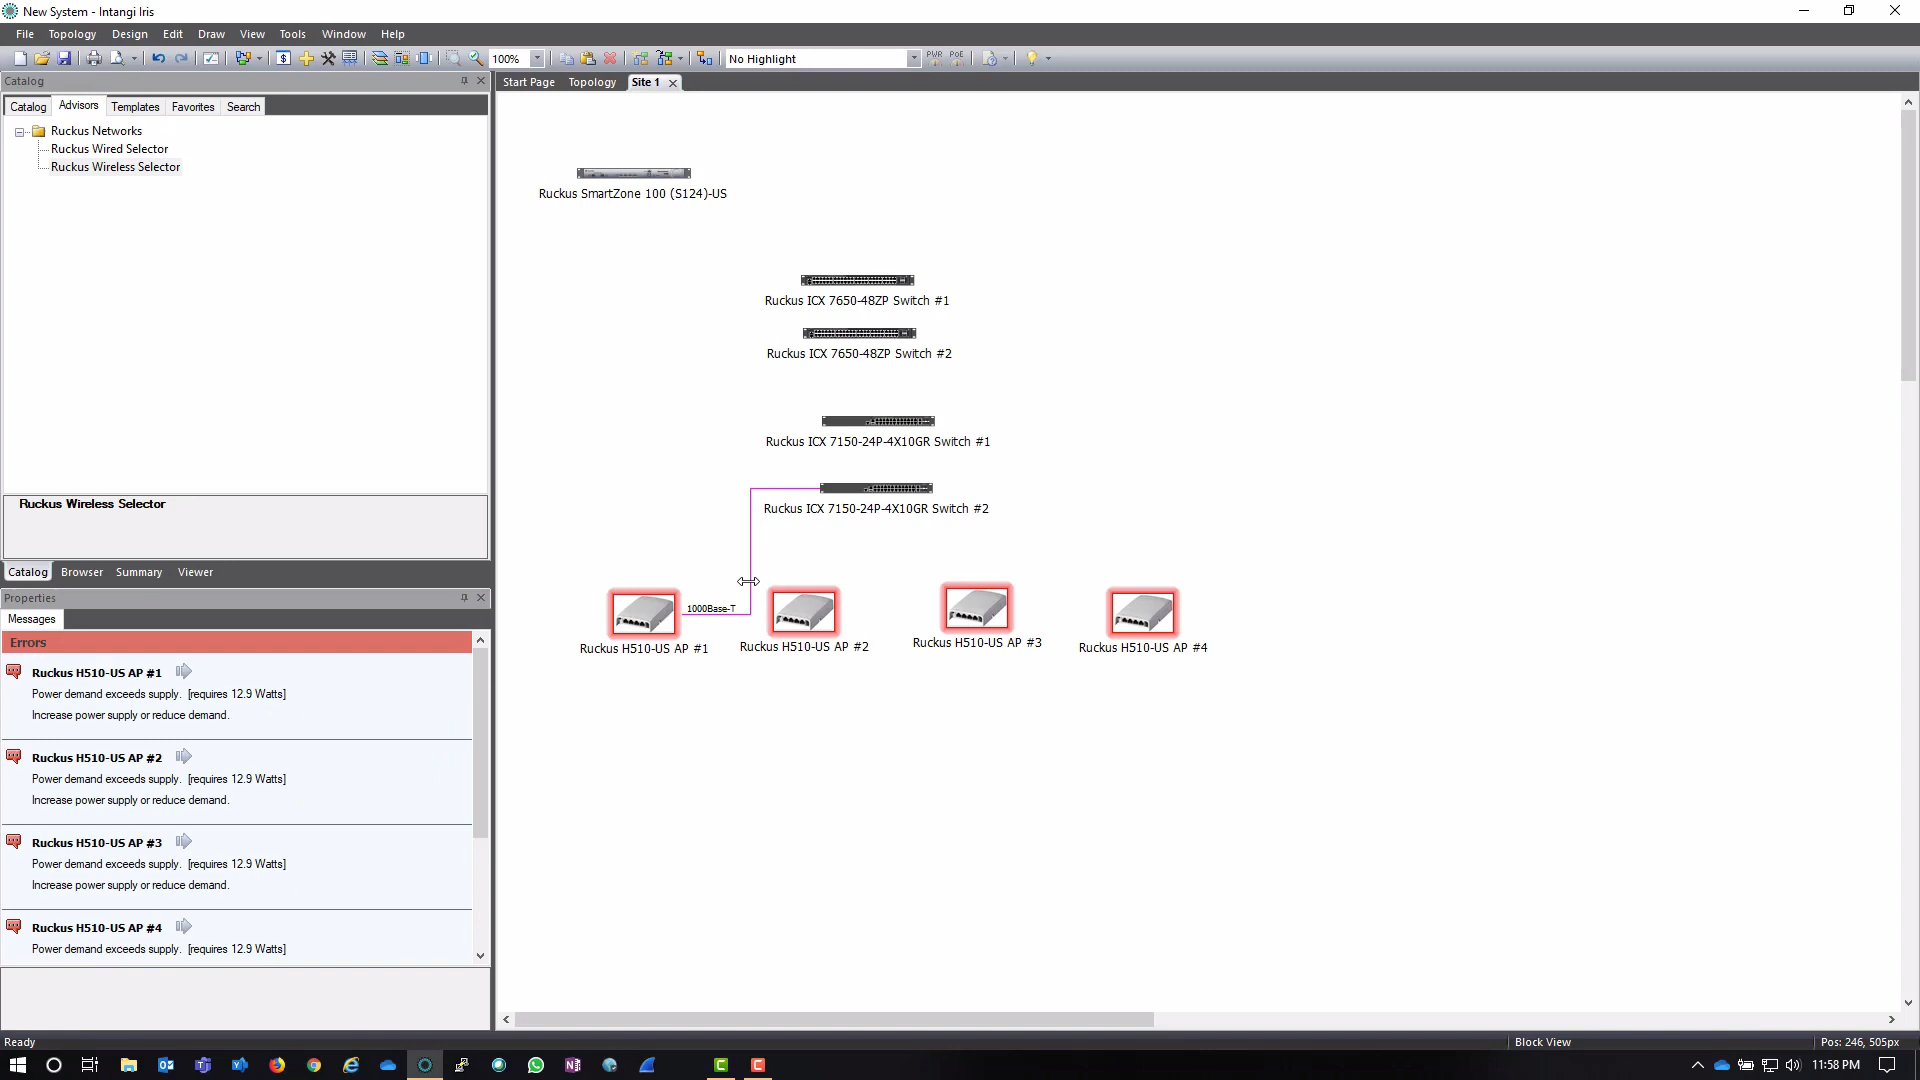 New System - Intangi Iris
File Topology Design Edit Draw View Tools Window Help
100% No Highlight PWR PoE
Catalog
Catalog Advisors Templates Favorites Search
Ruckus Networks
Ruckus Wired Selector
Ruckus Wireless Selector
Ruckus Wireless Selector
Catalog Browser Summary Viewer
Properties
Messages
Errors
Ruckus H510-US AP #1
Power demand exceeds supply. [requires 12.9 Watts]
Increase power supply or reduce demand.
Ruckus H510-US AP #2
Power demand exceeds supply. [requires 12.9 Watts]
Increase power supply or reduce demand.
Ruckus H510-US AP #3
Power demand exceeds supply. [requires 12.9 Watts]
Increase power supply or reduce demand.
Ruckus H510-US AP #4
Power demand exceeds supply. [requires 12.9 Watts]
Start Page Topology Site 1
Ruckus SmartZone 100 (S124)-US
Ruckus ICX 7650-48ZP Switch #1
Ruckus ICX 7650-48ZP Switch #2
Ruckus ICX 7150-24P-4X10GR Switch #1
Ruckus ICX 7150-24P-4X10GR Switch #2
1000Base-T
Ruckus H510-US AP #1
Ruckus H510-US AP #2
Ruckus H510-US AP #3
Ruckus H510-US AP #4
Ready Block View Pos: 246, 505px
11:58 PM